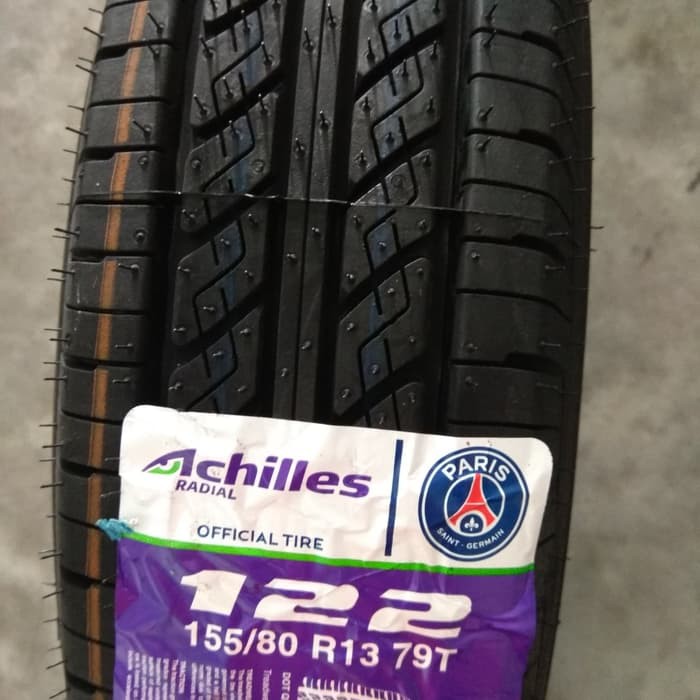 Achilles
RADIAL
OFFICIAL TIRE
PARIS
SAINT-GERMAIN
122
155/80 R13 79T